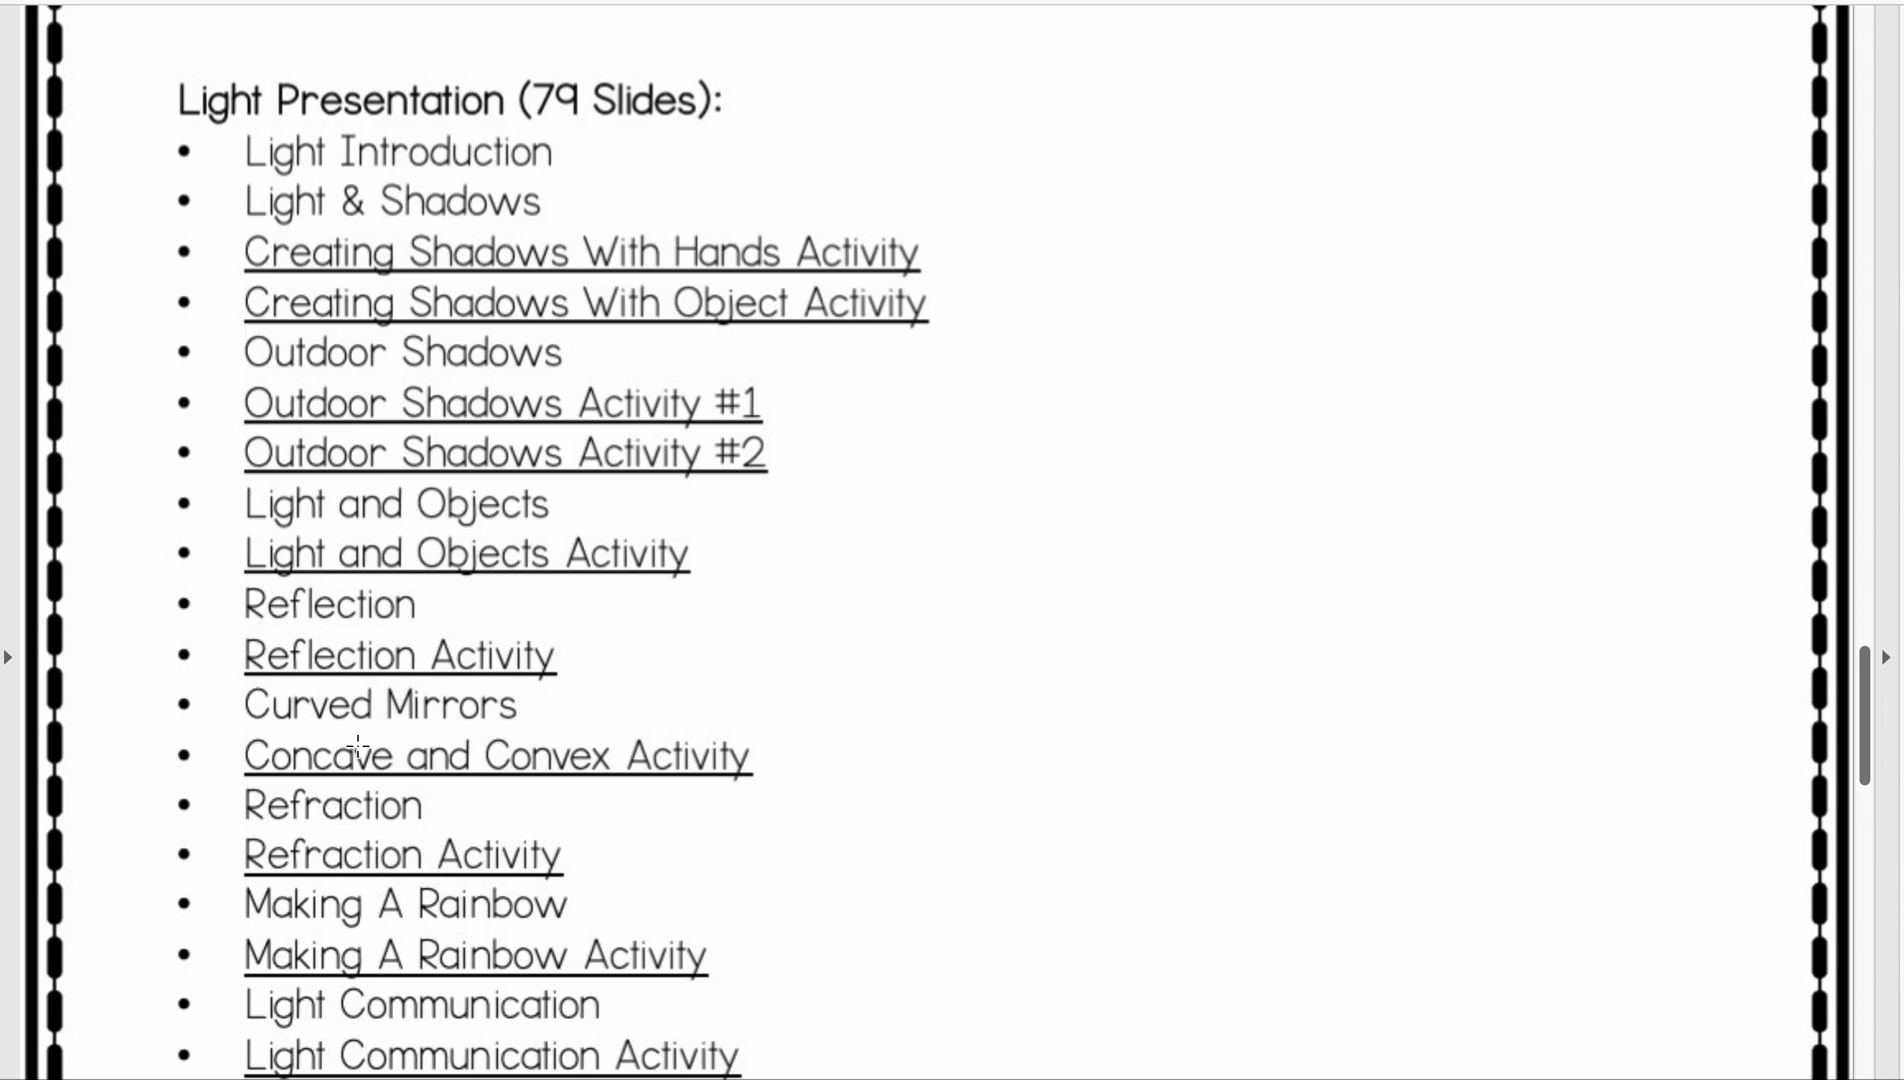 Light Presentation (79 Slides):
• Light Introduction
• Light & Shadows
• Creating Shadows With Hands Activity
• Creating Shadows With Object Activity
• Outdoor Shadows
• Outdoor Shadows Activity #1
• Outdoor Shadows Activity #2
• Light and Objects
• Light and Objects Activity
• Reflection
• Reflection Activity
• Curved Mirrors
• Concave and Convex Activity
• Refraction
• Refraction Activity
• Making A Rainbow
• Making A Rainbow Activity
• Light Communication
• Light Communication Activity